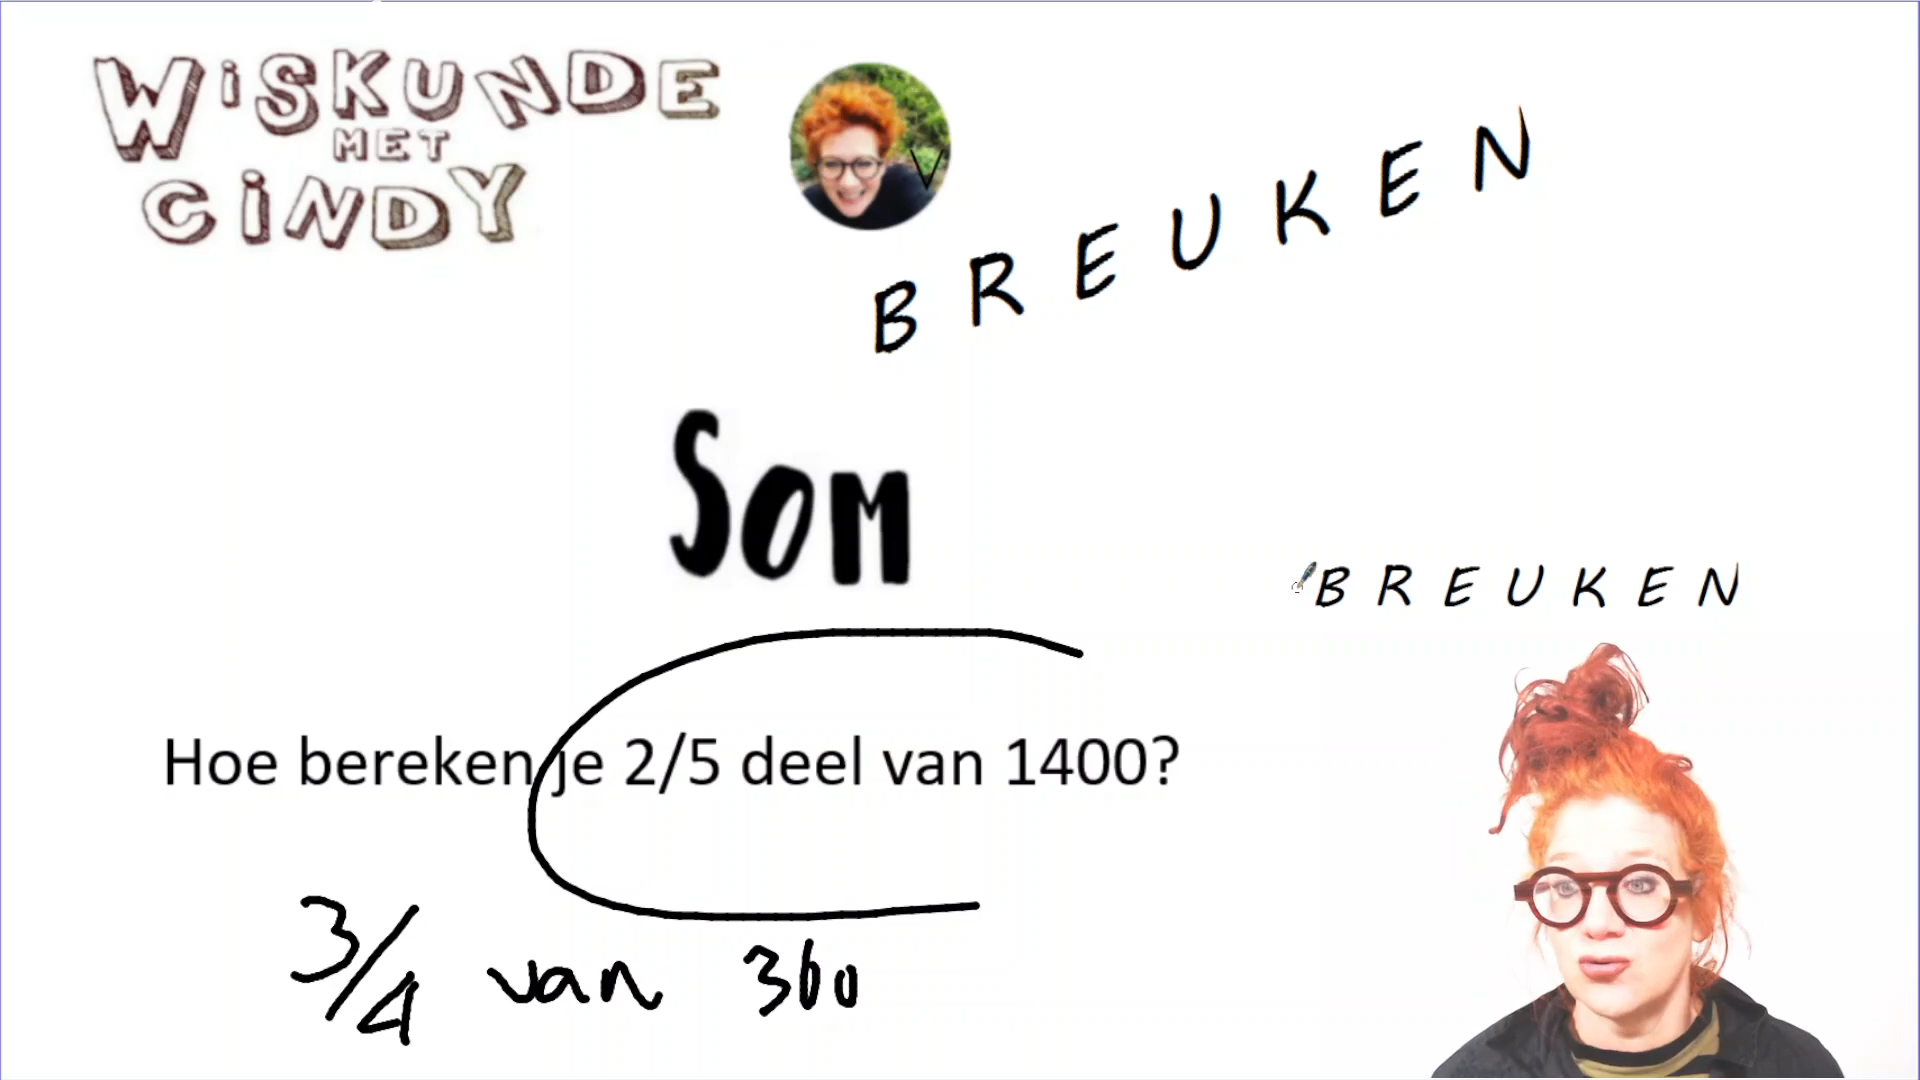 WiSKUNDE
MET
CiNDY
V
BREUKEN
SOM
BREUKEN
Hoe bereken je 2/5 deel van 1400?
3/4 van 360